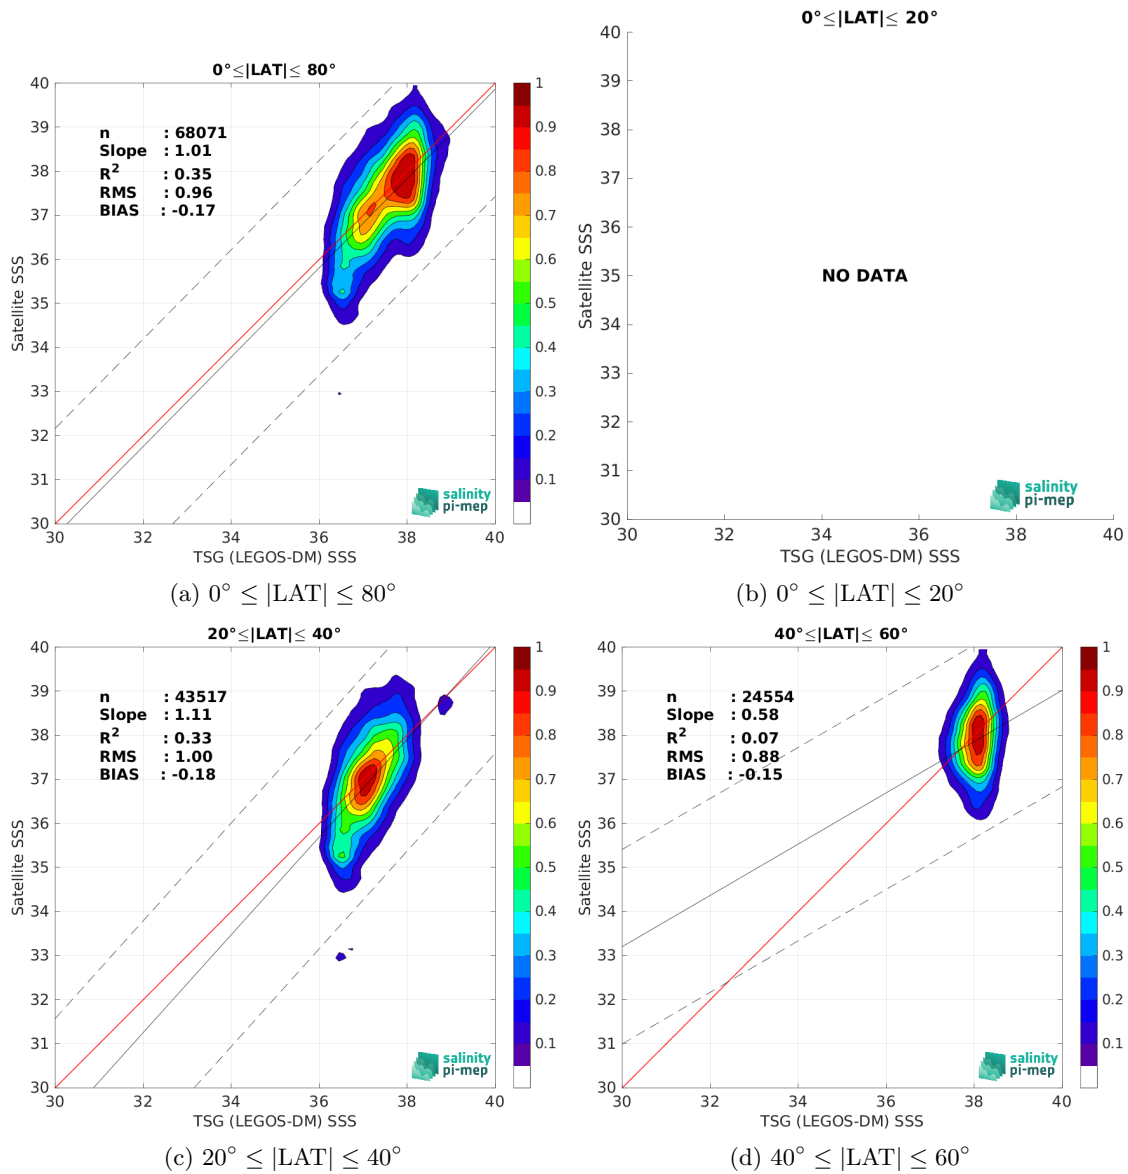 0°≤|LAT|≤ 80°
40
39
38
37
36
35
34
33
32
31
30
Satellite SSS
n : 68071
Slope : 1.01
R² : 0.35
RMS : 0.96
BIAS : -0.17
salinity
pi-mep
30 32 34 36 38 40
TSG (LEGOS-DM) SSS
1
0.9
0.8
0.7
0.6
0.5
0.4
0.3
0.2
0.1
(a) 0° ≤ |LAT| ≤ 80°
0°≤|LAT|≤ 20°
40
39
38
37
36
35
34
33
32
31
30
Satellite SSS
NO DATA
salinity
pi-mep
30 32 34 36 38 40
TSG (LEGOS-DM) SSS
(b) 0° ≤ |LAT| ≤ 20°
20°≤|LAT|≤ 40°
40
39
38
37
36
35
34
33
32
31
30
Satellite SSS
n : 43517
Slope : 1.11
R² : 0.33
RMS : 1.00
BIAS : -0.18
salinity
pi-mep
30 32 34 36 38 40
TSG (LEGOS-DM) SSS
1
0.9
0.8
0.7
0.6
0.5
0.4
0.3
0.2
0.1
(c) 20° ≤ |LAT| ≤ 40°
40°≤|LAT|≤ 60°
40
39
38
37
36
35
34
33
32
31
30
Satellite SSS
n : 24554
Slope : 0.58
R² : 0.07
RMS : 0.88
BIAS : -0.15
salinity
pi-mep
30 32 34 36 38 40
TSG (LEGOS-DM) SSS
1
0.9
0.8
0.7
0.6
0.5
0.4
0.3
0.2
0.1
(d) 40° ≤ |LAT| ≤ 60°